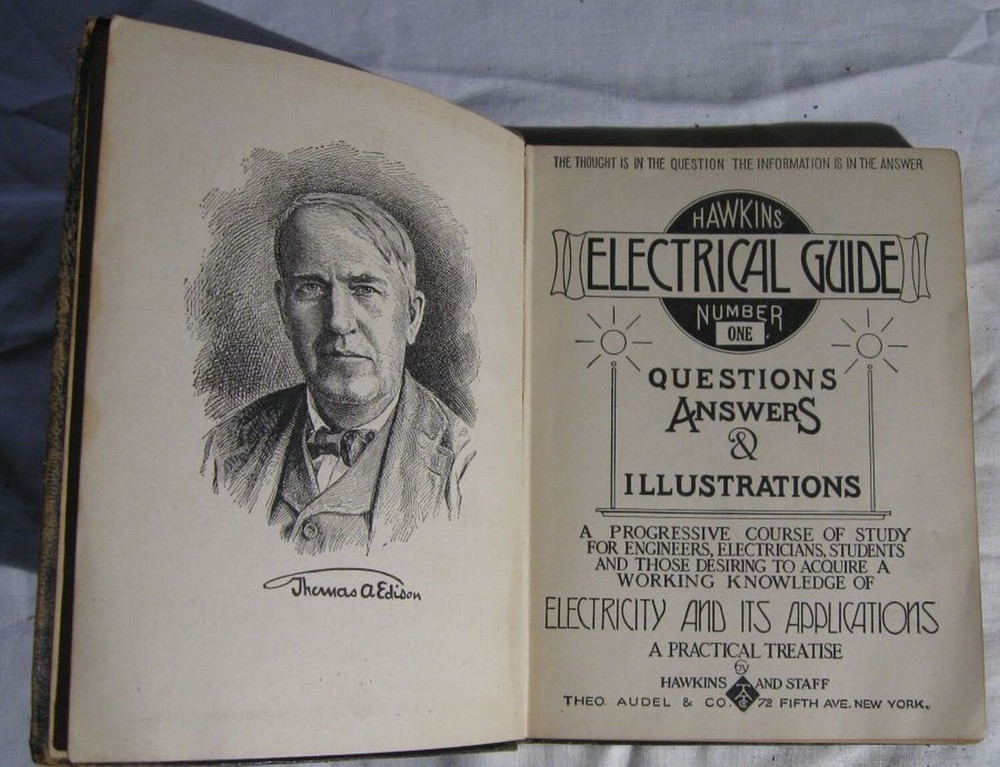 Thomas A Edison
THE THOUGHT IS IN THE QUESTION THE INFORMATION IS IN THE ANSWER
HAWKINS
ELECTRICAL GUIDE
NUMBER
ONE
QUESTIONS
ANSWERS
&
ILLUSTRATIONS
A PROGRESSIVE COURSE OF STUDY
FOR ENGINEERS, ELECTRICIANS, STUDENTS
AND THOSE DESIRING TO ACQUIRE A
WORKING KNOWLEDGE OF
ELECTRICITY AND ITS APPLICATIONS
A PRACTICAL TREATISE
by
HAWKINS AND STAFF
THEO. AUDEL & CO. 72 FIFTH AVE. NEW YORK.